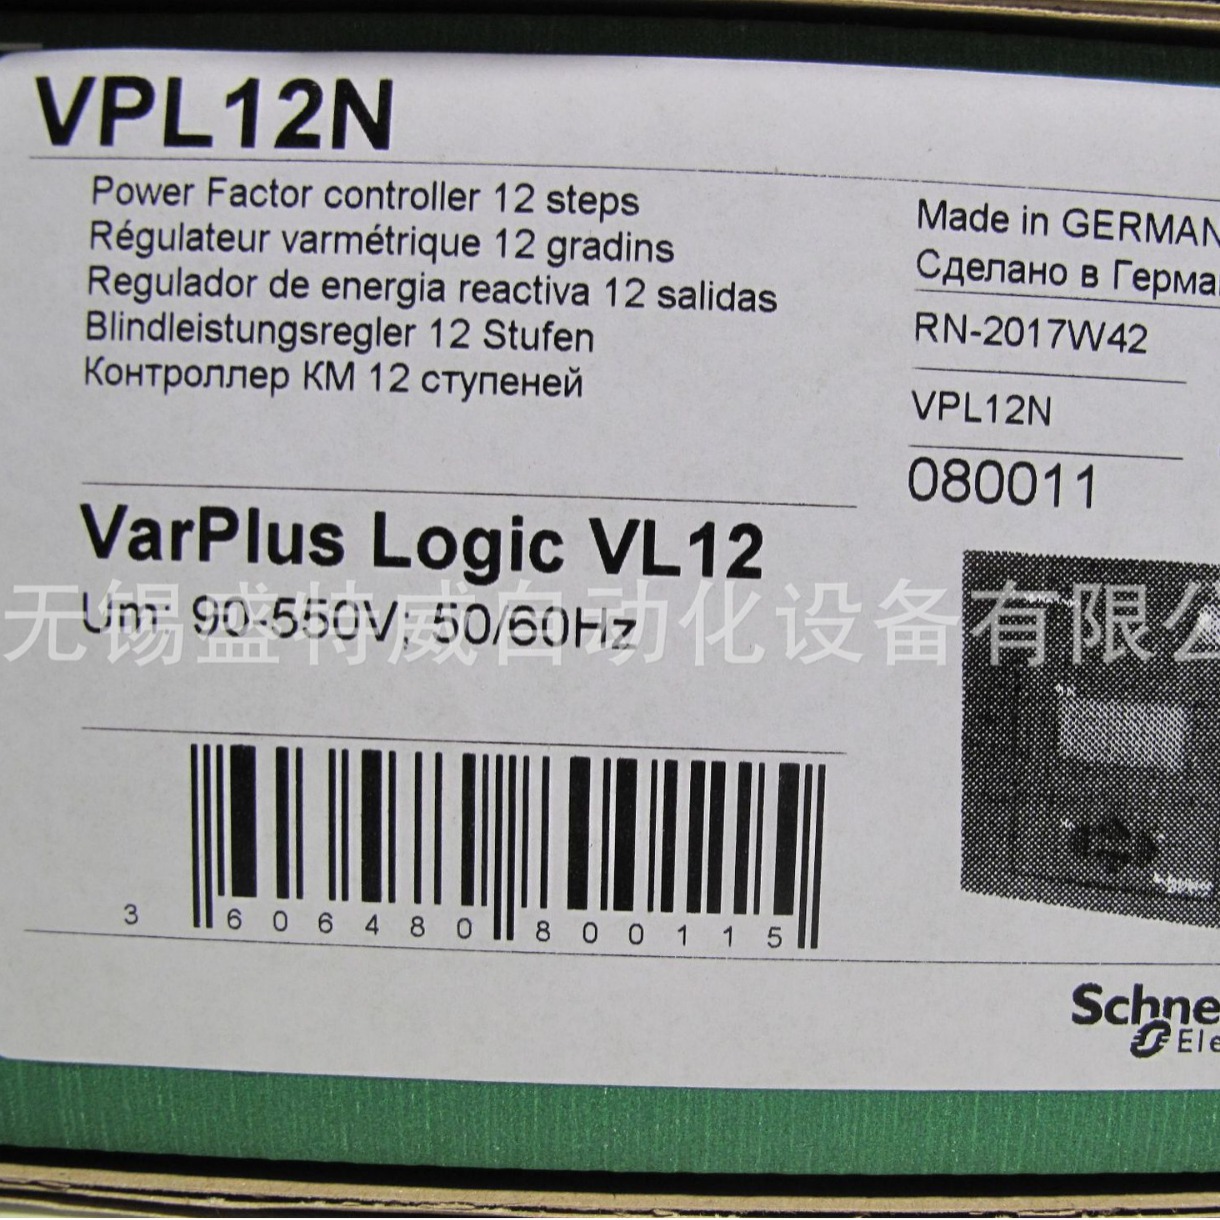 VPL12N
Power Factor controller 12 steps
Régulateur varmétrique 12 gradins
Regulador de energia reactiva 12 salidas
Blindleistungsregler 12 Stufen
Контроллер КМ 12 ступеней
Made in GERMAN
Сделано в Герма
RN-2017W42
VPL12N
080011
VarPlus Logic VL12
Um: 90-550V; 50/60Hz
无锡盛特威自动化设备有限公
3 606480 800115
Schne
Ele